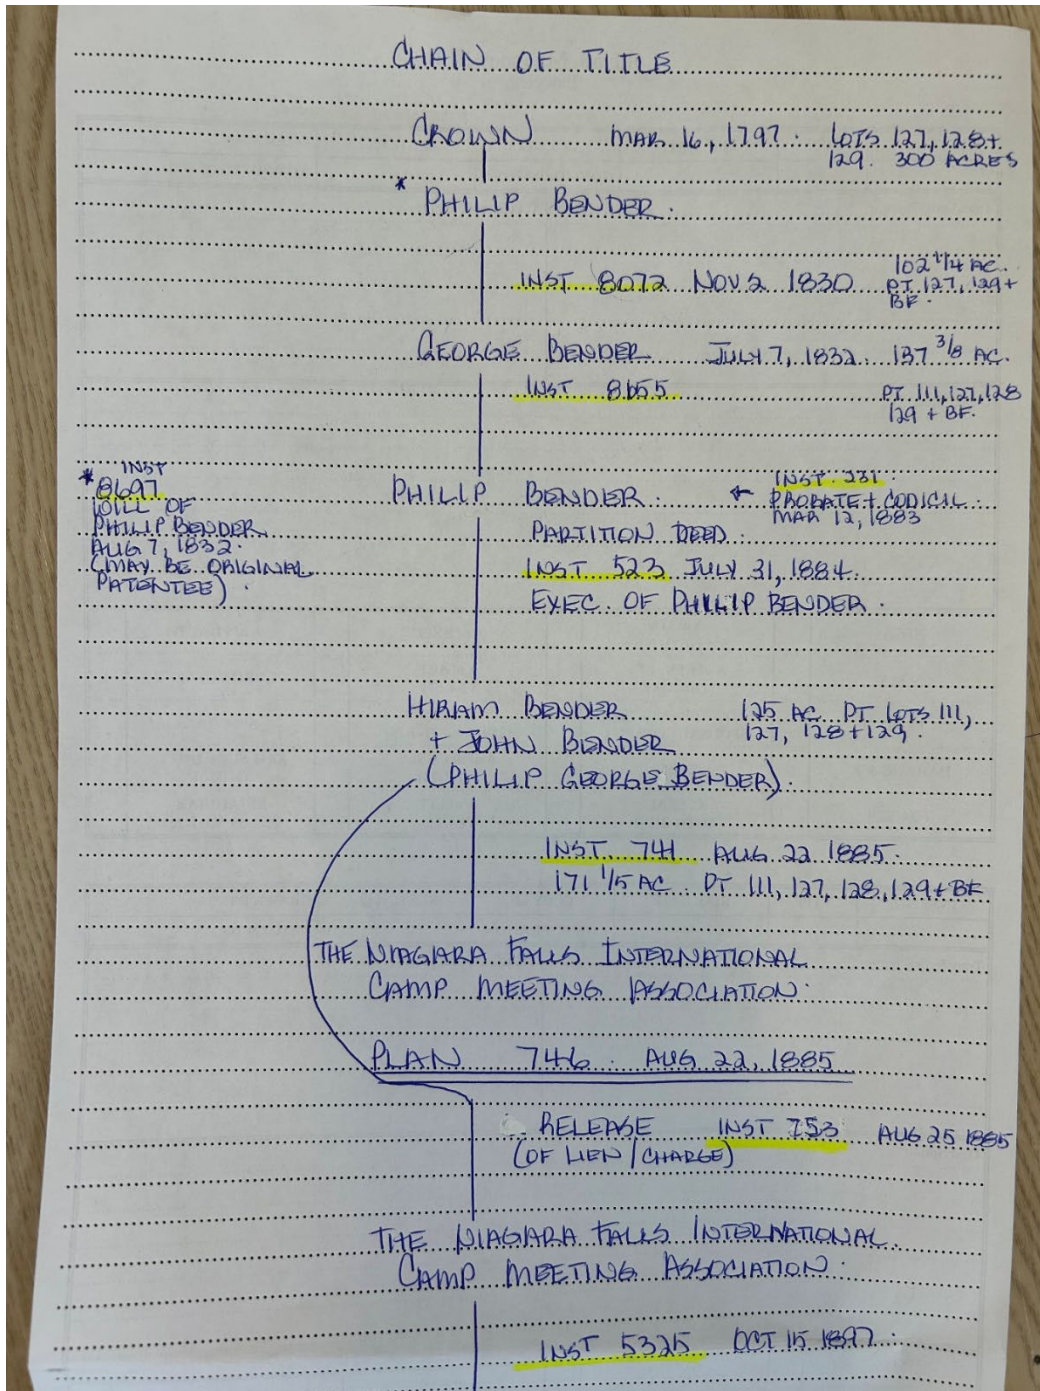 CHAIN OF TITLE
CROWN MAR 16, 1797. LOTS 127, 128 +
129. 300 ACRES
* PHILIP BENDER.
102 1/4 AC.
INST 8072 NOV 2 1830 PT 127, 129 +
BF.
GEORGE BENDER JULY 7, 1832. 137 3/8 AC.
INST 8655 PT 111, 127, 128
129 + BF.
* INST
8697
WILL OF
PHILIP BENDER
AUG 7, 1832.
(MAY BE ORIGINAL
PATENTEE).
PHILIP BENDER. ← INST. 231
PROBATE + CODICIL.
MAR 12, 1883
PARTITION DEED.
INST 523 JULY 31, 1884.
EXEC. OF PHILLIP BENDER.
HIRAM BENDER 125 AC PT LOTS 111,
127, 128 + 129.
+ JOHN BENDER
(PHILIP GEORGE BENDER).
INST. 741 AUG 22 1885.
171 1/5 AC PT 111, 127, 128, 129 + BF
THE NIAGARA FALLS INTERNATIONAL
CAMP MEETING ASSOCIATION.
PLAN 746. AUG 22, 1885
RELEASE INST 753 AUG 25 1885
(OF LIEN / CHARGE)
THE NIAGARA FALLS INTERNATIONAL
CAMP MEETING ASSOCIATION.
INST 5325 OCT 15 1897.